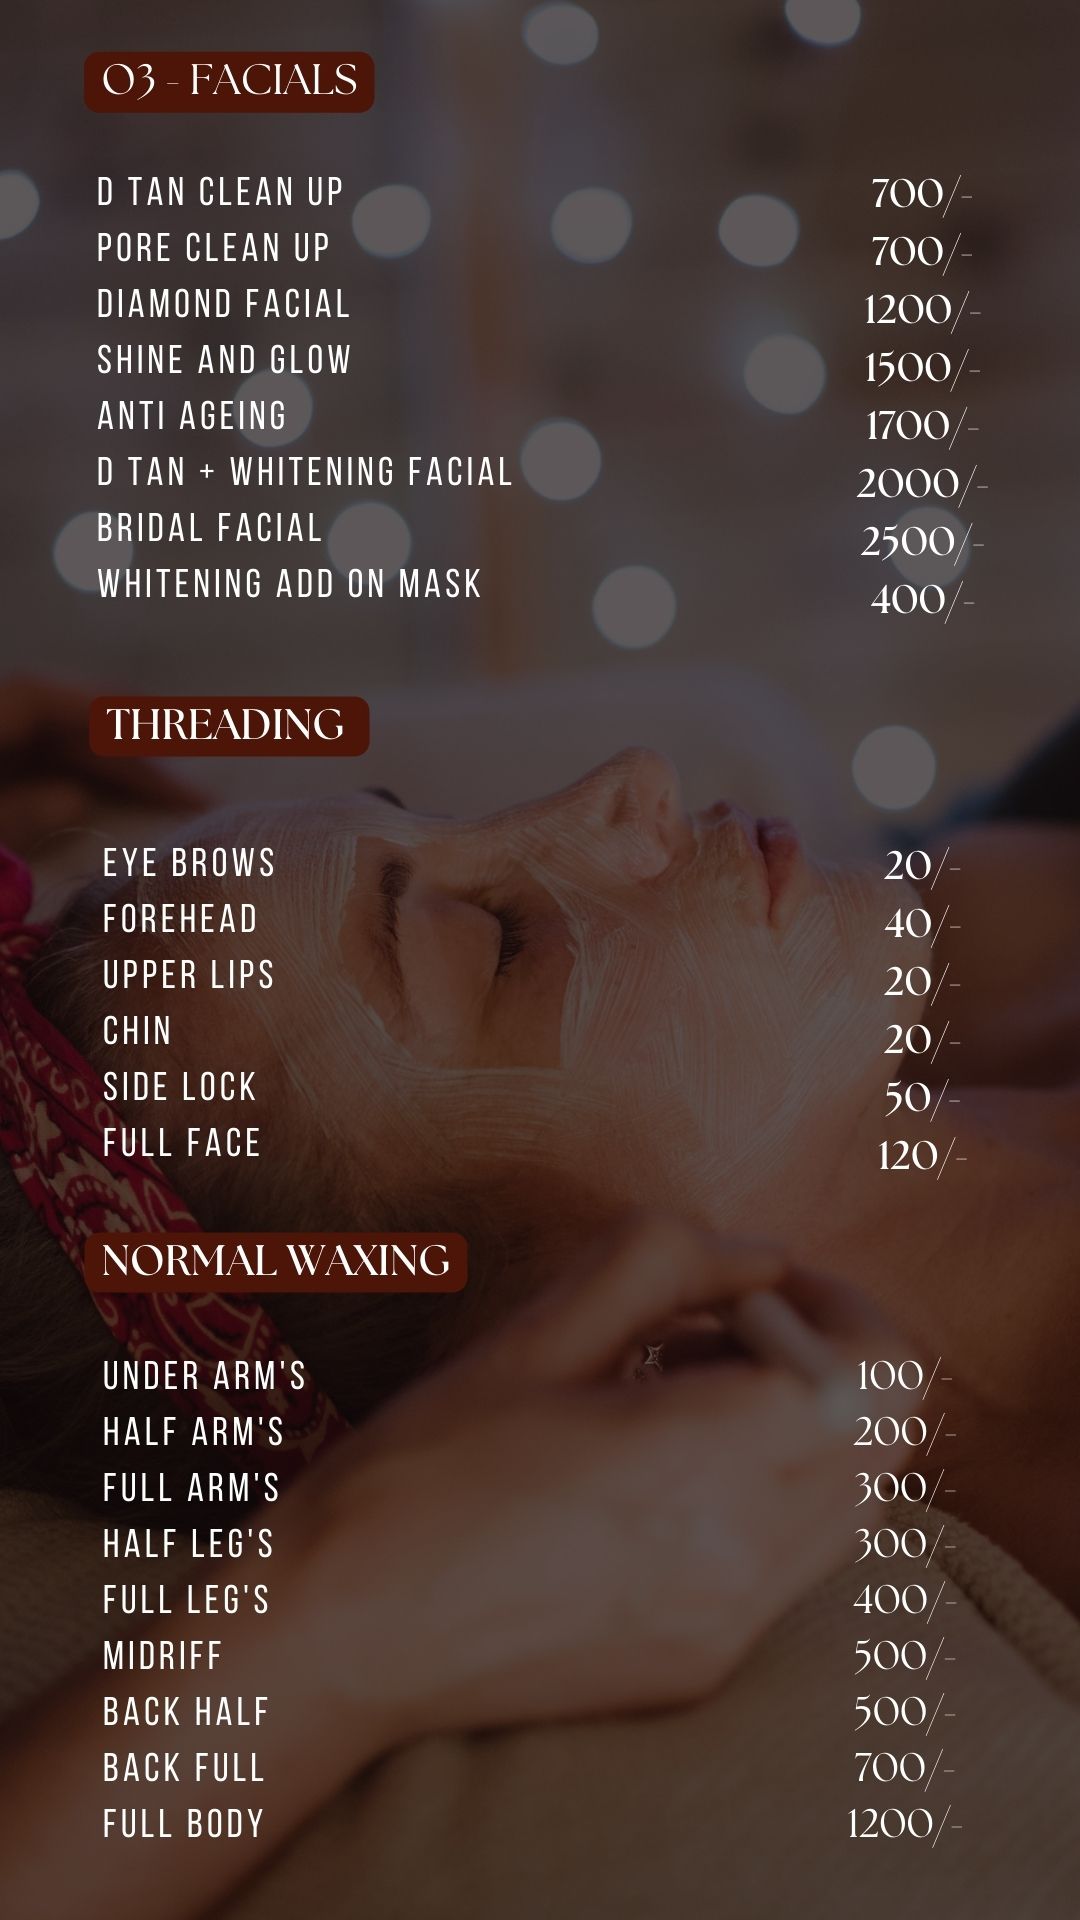 O3 - FACIALS
D TAN CLEAN UP 700/-
PORE CLEAN UP 700/-
DIAMOND FACIAL 1200/-
SHINE AND GLOW 1500/-
ANTI AGEING 1700/-
D TAN + WHITENING FACIAL 2000/-
BRIDAL FACIAL 2500/-
WHITENING ADD ON MASK 400/-
THREADING
EYE BROWS 20/-
FOREHEAD 40/-
UPPER LIPS 20/-
CHIN 20/-
SIDE LOCK 50/-
FULL FACE 120/-
NORMAL WAXING
UNDER ARM'S 100/-
HALF ARM'S 200/-
FULL ARM'S 300/-
HALF LEG'S 300/-
FULL LEG'S 400/-
MIDRIFF 500/-
BACK HALF 500/-
BACK FULL 700/-
FULL BODY 1200/-